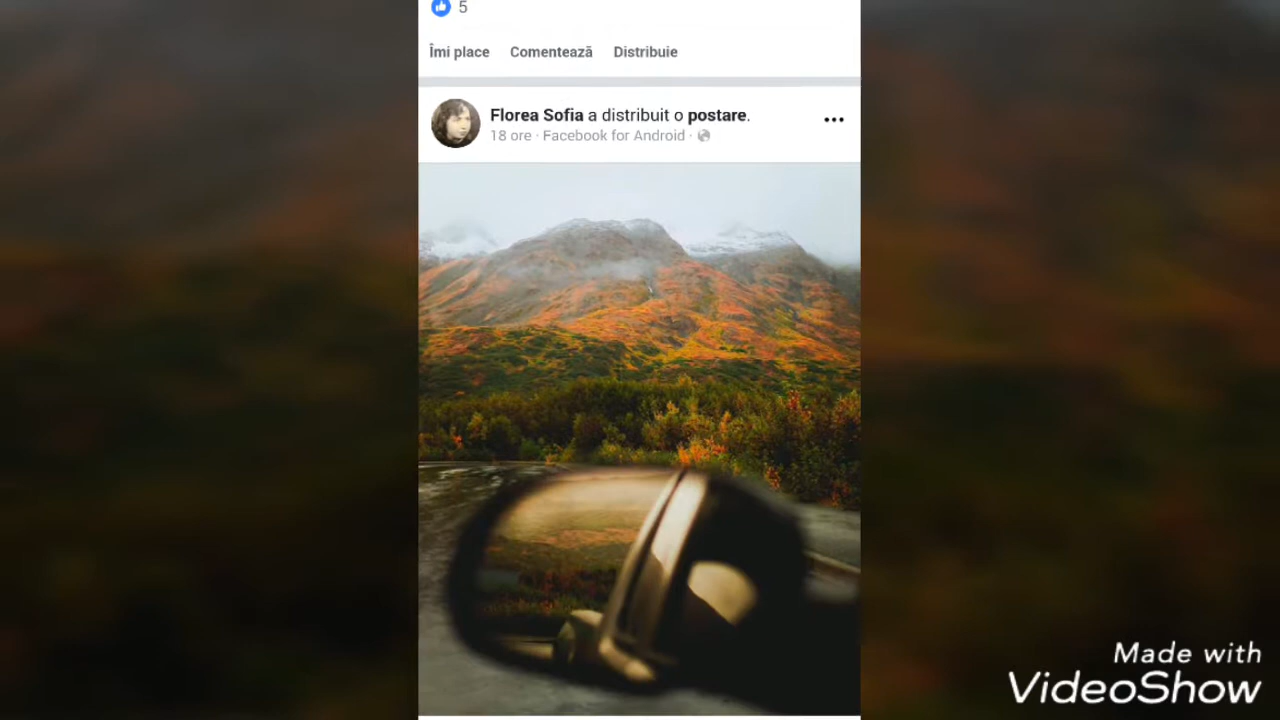 5
Îmi place Comentează Distribuie
Florea Sofia a distribuit o postare.
18 ore · Facebook for Android ·
Made with
VideoShow